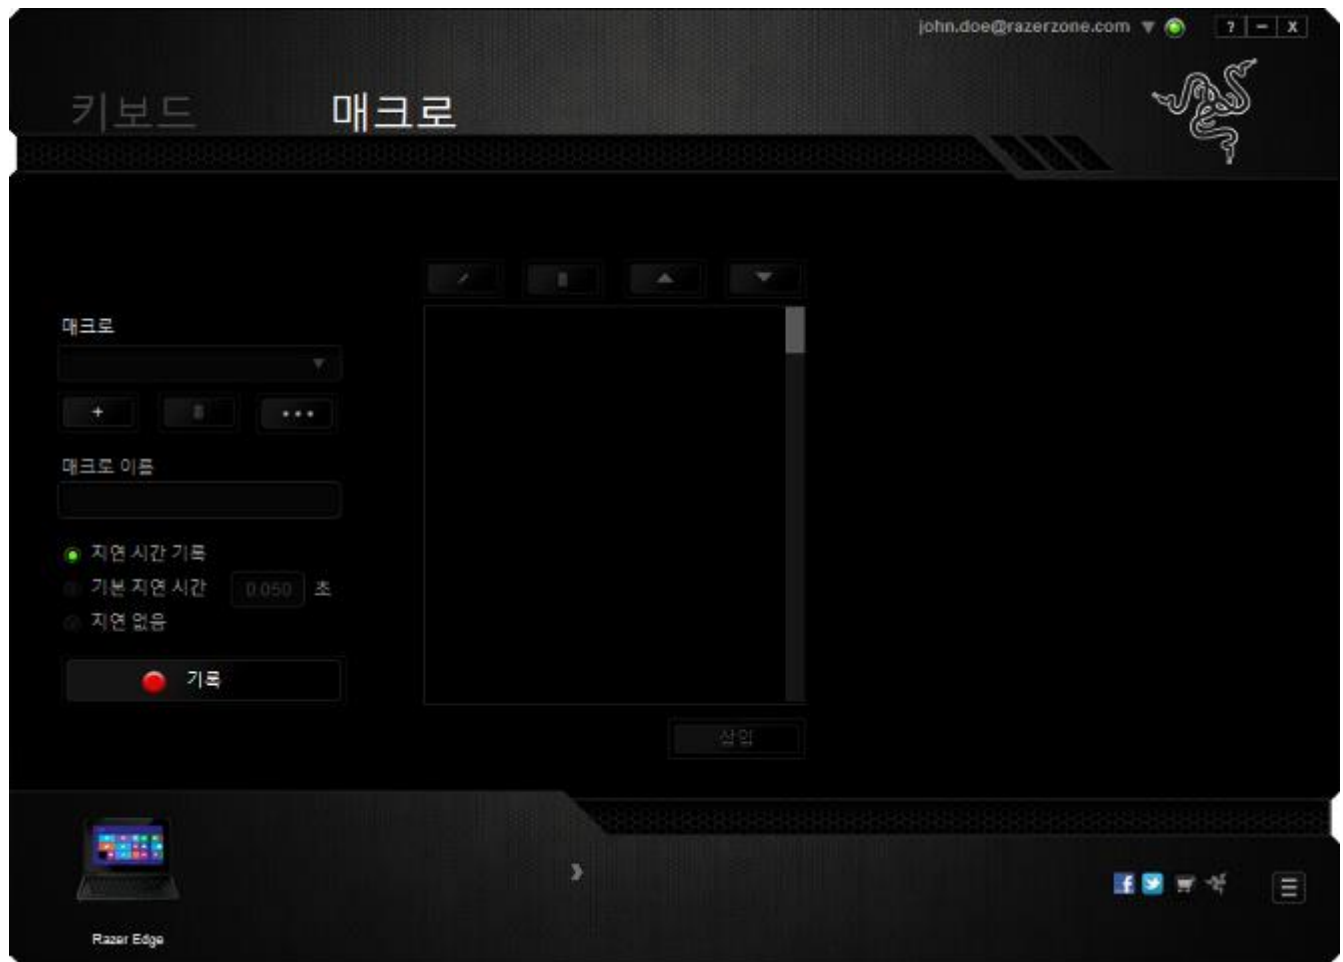 john.doe@razerzone.com
키보드 매크로
매크로
매크로 이름
지연 시간 기록
기본 지연 시간 0.050 초
지연 없음
기록
삽입
Razer Edge